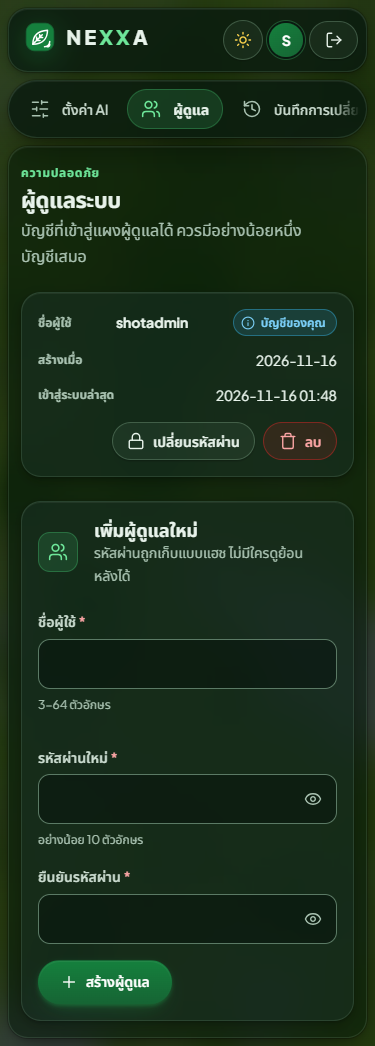 NEXXA
S
ตั้งค่า AI
ผู้ดูแล
บันทึกการเปลี่ย
ความปลอดภัย
ผู้ดูแลระบบ
บัญชีที่เข้าสู่แผงผู้ดูแลได้ ควรมีอย่างน้อยหนึ่ง
บัญชีเสมอ
ชื่อผู้ใช้ shotadmin บัญชีของคุณ
สร้างเมื่อ 2026-11-16
เข้าสู่ระบบล่าสุด 2026-11-16 01:48
เปลี่ยนรหัสผ่าน ลบ
เพิ่มผู้ดูแลใหม่
รหัสผ่านถูกเก็บแบบแฮช ไม่มีใครดูย้อน
หลังได้
ชื่อผู้ใช้ *
3–64 ตัวอักษร
รหัสผ่านใหม่ *
อย่างน้อย 10 ตัวอักษร
ยืนยันรหัสผ่าน *
สร้างผู้ดูแล